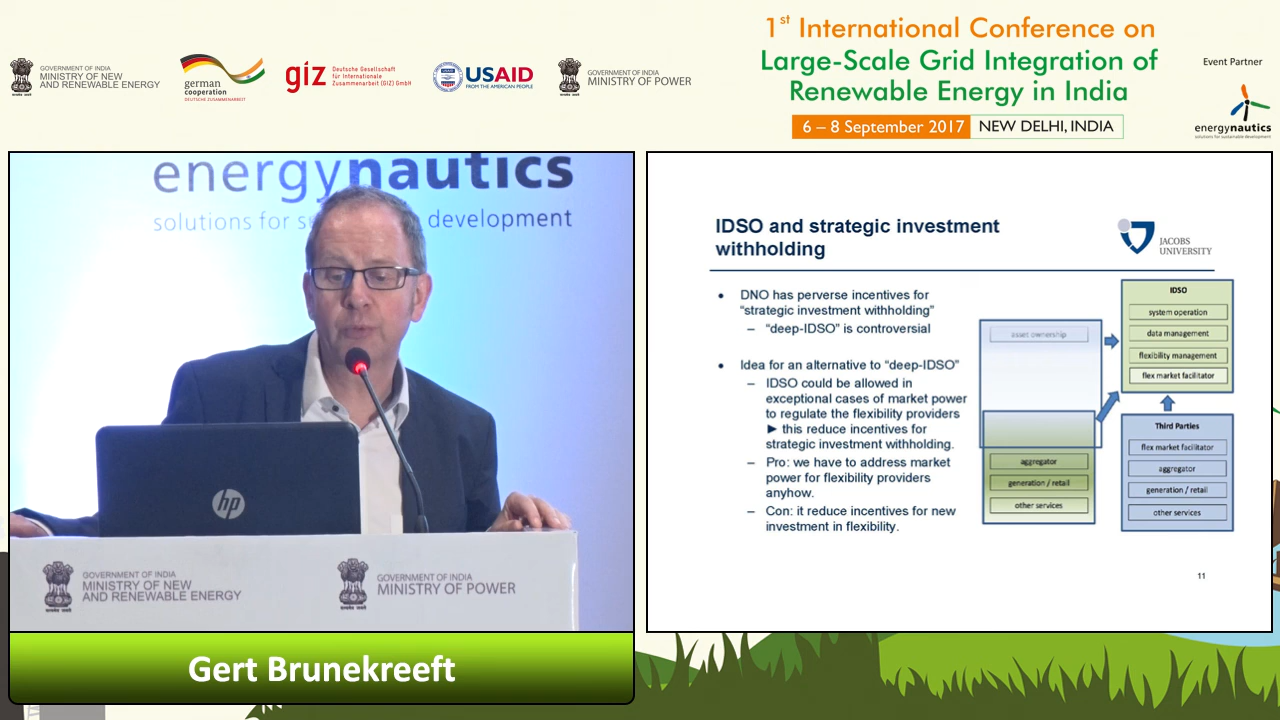 GOVERNMENT OF INDIA
MINISTRY OF NEW
AND RENEWABLE ENERGY
german
cooperation
DEUTSCHE ZUSAMMENARBEIT
giz
Deutsche Gesellschaft
für Internationale
Zusammenarbeit (GIZ) GmbH
USAID
FROM THE AMERICAN PEOPLE
GOVERNMENT OF INDIA
MINISTRY OF POWER
1st International Conference on
Large-Scale Grid Integration of
Renewable Energy in India
6 – 8 September 2017 NEW DELHI, INDIA
Event Partner
energynautics
solutions for sustainable development
energynautics
solutions for s development
hp
GOVERNMENT OF INDIA
MINISTRY OF NEW
AND RENEWABLE ENERGY
GOVERNMENT OF INDIA
MINISTRY OF POWER
Gert Brunekreeft
IDSO and strategic investment
withholding
JACOBS
UNIVERSITY
• DNO has perverse incentives for
“strategic investment withholding”
– “deep-IDSO” is controversial
• Idea for an alternative to “deep-IDSO”
– IDSO could be allowed in
exceptional cases of market power
to regulate the flexibility providers
► this reduce incentives for
strategic investment withholding.
– Pro: we have to address market
power for flexibility providers
anyhow.
– Con: it reduce incentives for new
investment in flexibility.
asset ownership
aggregator
generation / retail
other services
IDSO
system operation
data management
flexibility management
flex market facilitator
Third Parties
flex market facilitator
aggregator
generation / retail
other services
11